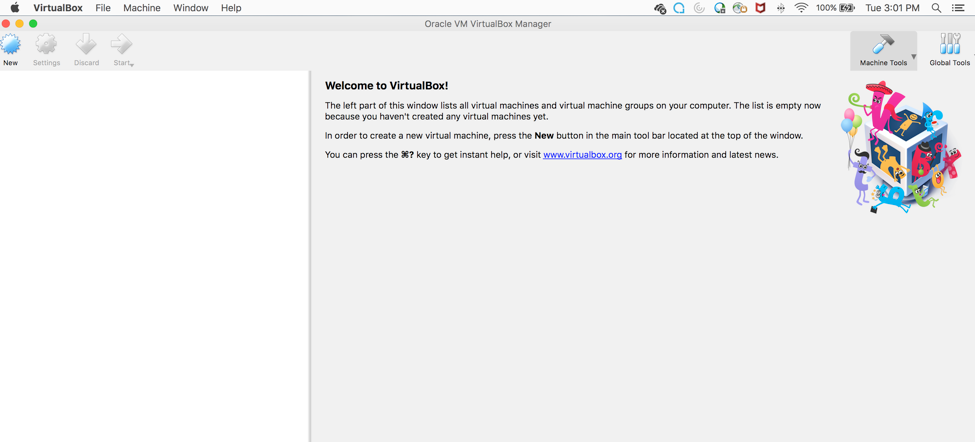 VirtualBox File Machine Window Help 100% Tue 3:01 PM
Oracle VM VirtualBox Manager
New Settings Discard Start Machine Tools Global Tools
Welcome to VirtualBox!
The left part of this window lists all virtual machines and virtual machine groups on your computer. The list is empty now
because you haven't created any virtual machines yet.
In order to create a new virtual machine, press the New button in the main tool bar located at the top of the window.
You can press the ⌘? key to get instant help, or visit www.virtualbox.org for more information and latest news.